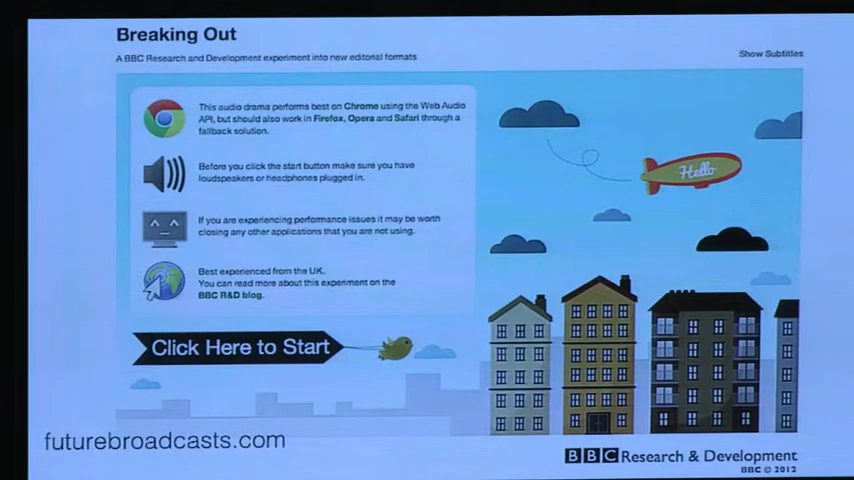 Breaking Out
A BBC Research and Development experiment into new editorial formats
Show Subtitles
This audio drama performs best on Chrome using the Web Audio
API, but should also work in Firefox, Opera and Safari through a
fallback solution.
Before you click the start button make sure you have
loudspeakers or headphones plugged in.
If you are experiencing performance issues it may be worth
closing any other applications that you are not using.
Best experienced from the UK.
You can read more about this experiment on the
BBC R&D blog.
Hello
Click Here to Start
futurebroadcasts.com
BBC Research & Development
BBC © 2012